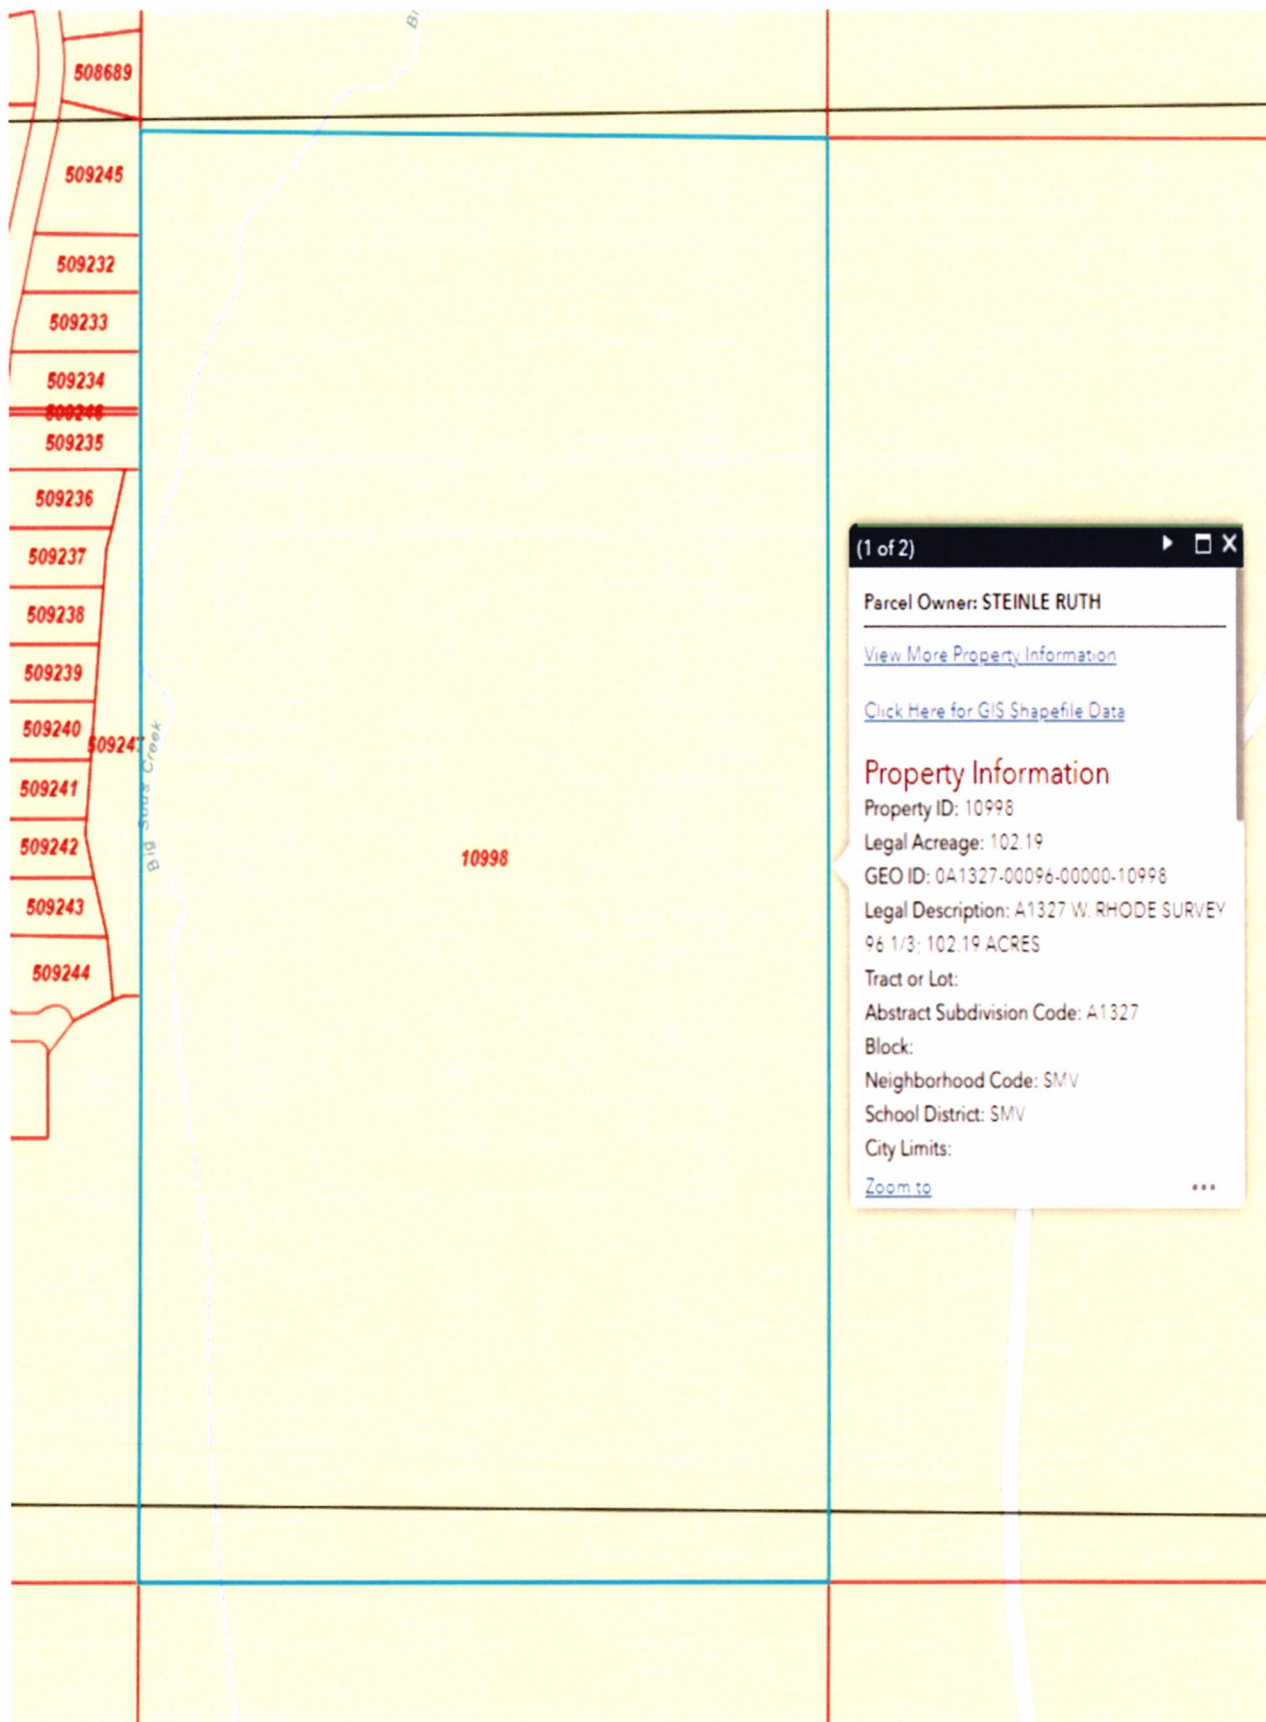 Bi
508689
509245
509232
509233
509234
509246
509235
509236
509237
509238
509239
509240
509241
509242
509243
509244
Big Sous Creek
10998
(1 of 2)
Parcel Owner: STEINLE RUTH
View More Property Information
Click Here for GIS Shapefile Data
Property Information
Property ID: 10998
Legal Acreage: 102.19
GEO ID: 0A1327-00096-00000-10998
Legal Description: A1327 W. RHODE SURVEY
96 1/3; 102.19 ACRES
Tract or Lot:
Abstract Subdivision Code: A1327
Block:
Neighborhood Code: SMV
School District: SMV
City Limits:
Zoom to